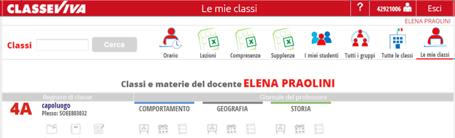 CLASSEVIVA Le mie classi ? 42921006 Esci
ELENA PRAOLINI
Classi Cerca
Orario Lezioni Compresenze Supplenze I miei studenti Tutti i gruppi Tutte le classi Le mie classi
Classi e materie del docente ELENA PRAOLINI
Registro di classe Giornale del professore
4A capoluogo COMPORTAMENTO GEOGRAFIA STORIA
Plesso: SOEE803032